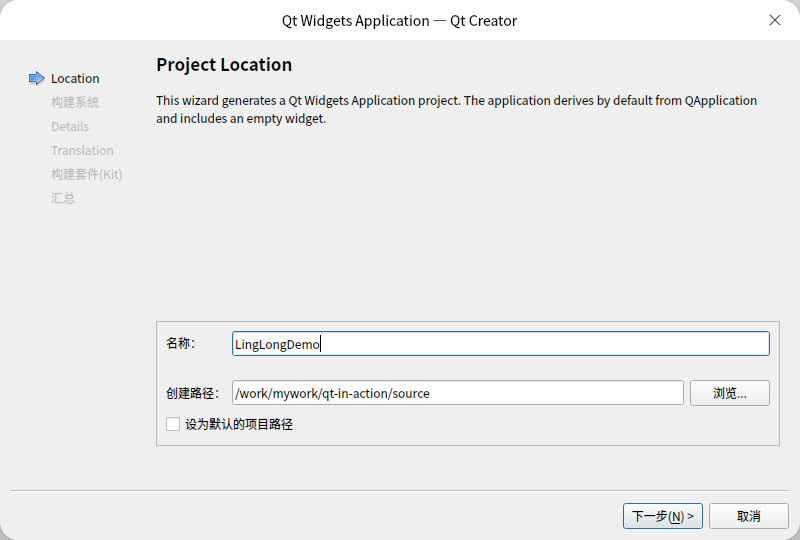 Qt Widgets Application — Qt Creator
Location
构建系统
Details
Translation
构建套件(Kit)
汇总
Project Location
This wizard generates a Qt Widgets Application project. The application derives by default from QApplication
and includes an empty widget.
名称:
LingLongDemo
创建路径:
/work/mywork/qt-in-action/source
浏览...
设为默认的项目路径
下一步(N) >
取消